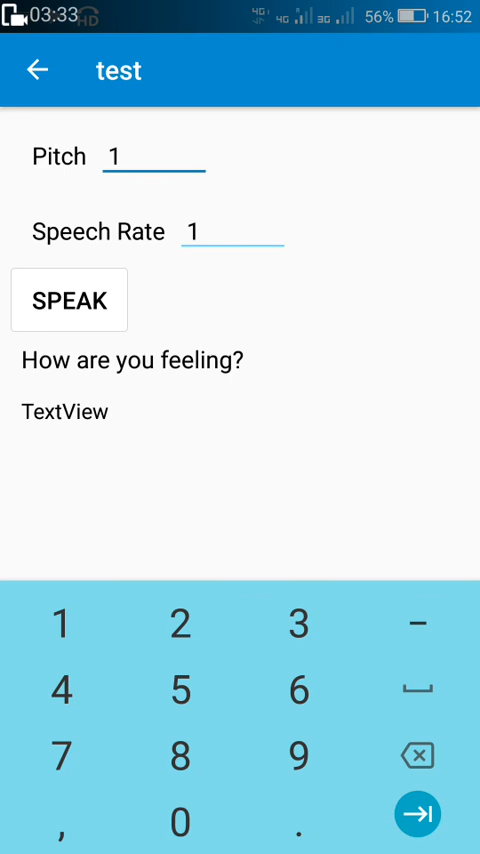 03:33 HD 4G 4G 3G 56% 16:52
test
Pitch 1
Speech Rate 1
SPEAK
How are you feeling?
TextView
1 2 3 -
4 5 6
7 8 9
, 0 .